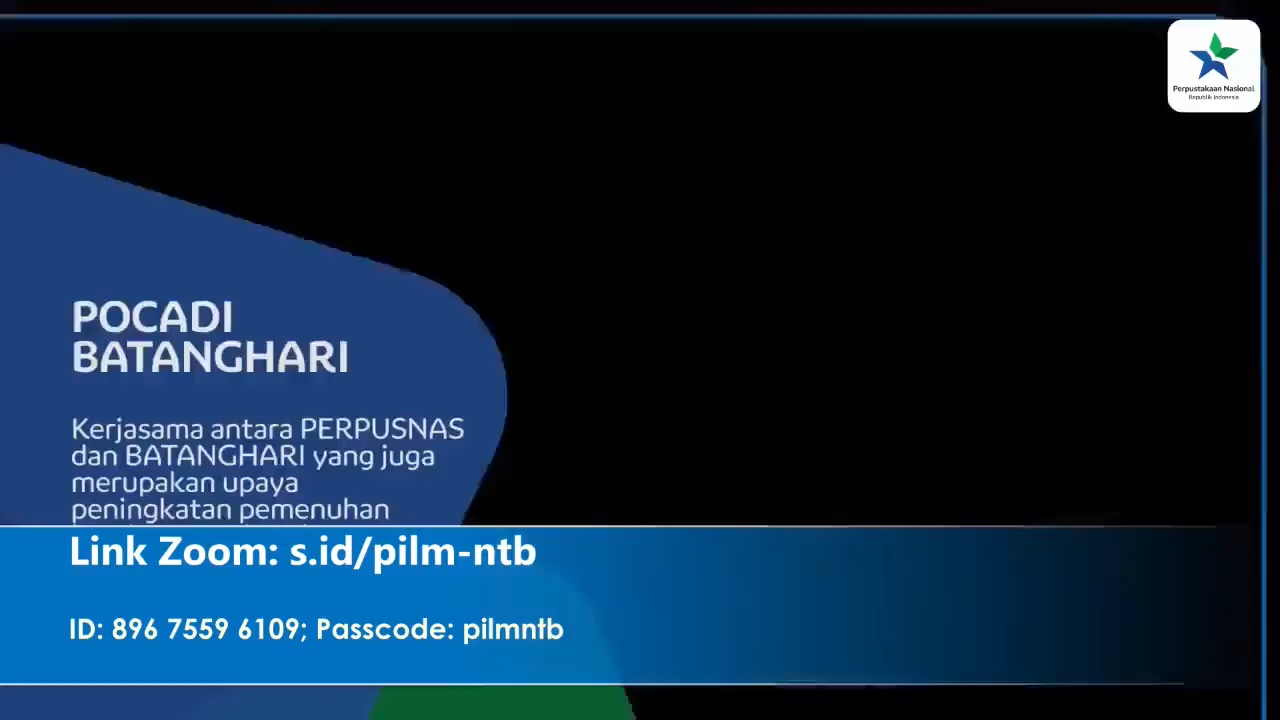 Perpustakaan Nasional
Republik Indonesia
POCADI
BATANGHARI
Kerjasama antara PERPUSNAS
dan BATANGHARI yang juga
merupakan upaya
peningkatan pemenuhan
Link Zoom: s.id/pilm-ntb
ID: 896 7559 6109; Passcode: pilmntb